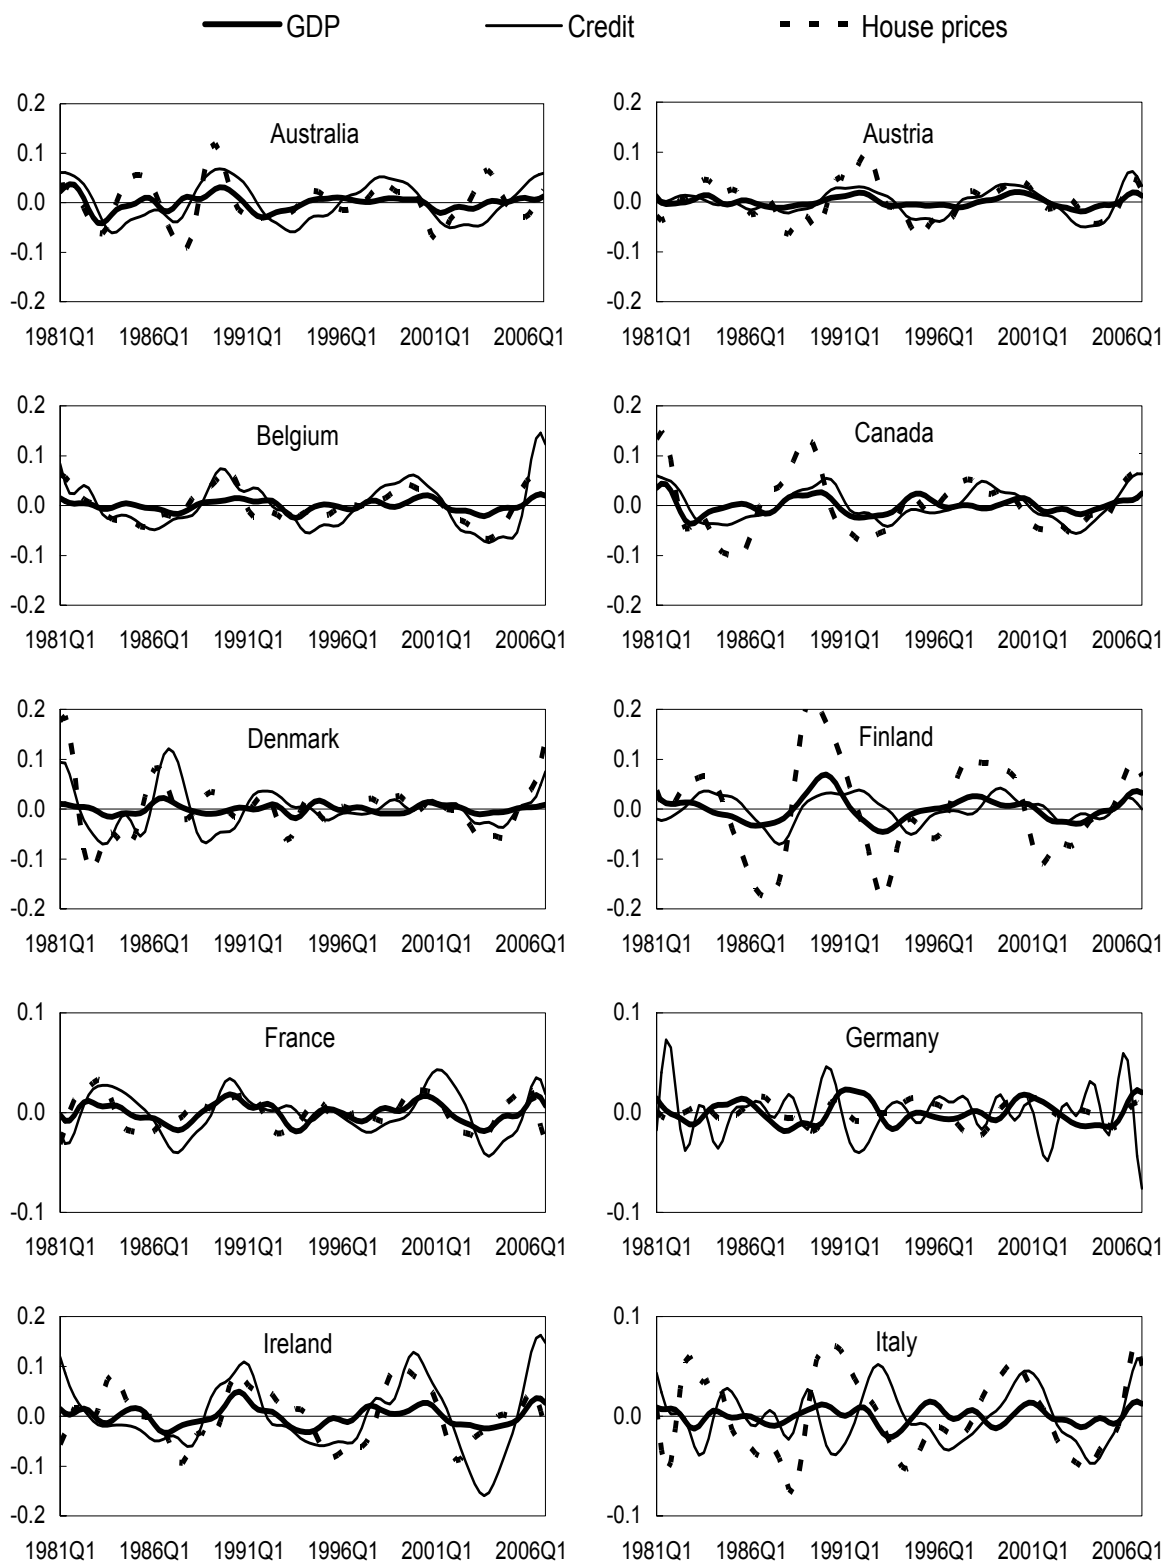 GDP Credit House prices
0.2 0.2
Australia Austria
0.1 0.1
0.0 0.0
-0.1 -0.1
-0.2 -0.2
1981Q1 1986Q1 1991Q1 1996Q1 2001Q1 2006Q1 1981Q1 1986Q1 1991Q1 1996Q1 2001Q1 2006Q1
0.2 0.2
Belgium Canada
0.1 0.1
0.0 0.0
-0.1 -0.1
-0.2 -0.2
1981Q1 1986Q1 1991Q1 1996Q1 2001Q1 2006Q1 1981Q1 1986Q1 1991Q1 1996Q1 2001Q1 2006Q1
0.2 0.2
Denmark Finland
0.1 0.1
0.0 0.0
-0.1 -0.1
-0.2 -0.2
1981Q1 1986Q1 1991Q1 1996Q1 2001Q1 2006Q1 1981Q1 1986Q1 1991Q1 1996Q1 2001Q1 2006Q1
0.1 0.1
France Germany
0.0 0.0
-0.1 -0.1
1981Q1 1986Q1 1991Q1 1996Q1 2001Q1 2006Q1 1981Q1 1986Q1 1991Q1 1996Q1 2001Q1 2006Q1
0.2 0.1
Ireland Italy
0.1
0.0 0.0
-0.1
-0.2 -0.1
1981Q1 1986Q1 1991Q1 1996Q1 2001Q1 2006Q1 1981Q1 1986Q1 1991Q1 1996Q1 2001Q1 2006Q1